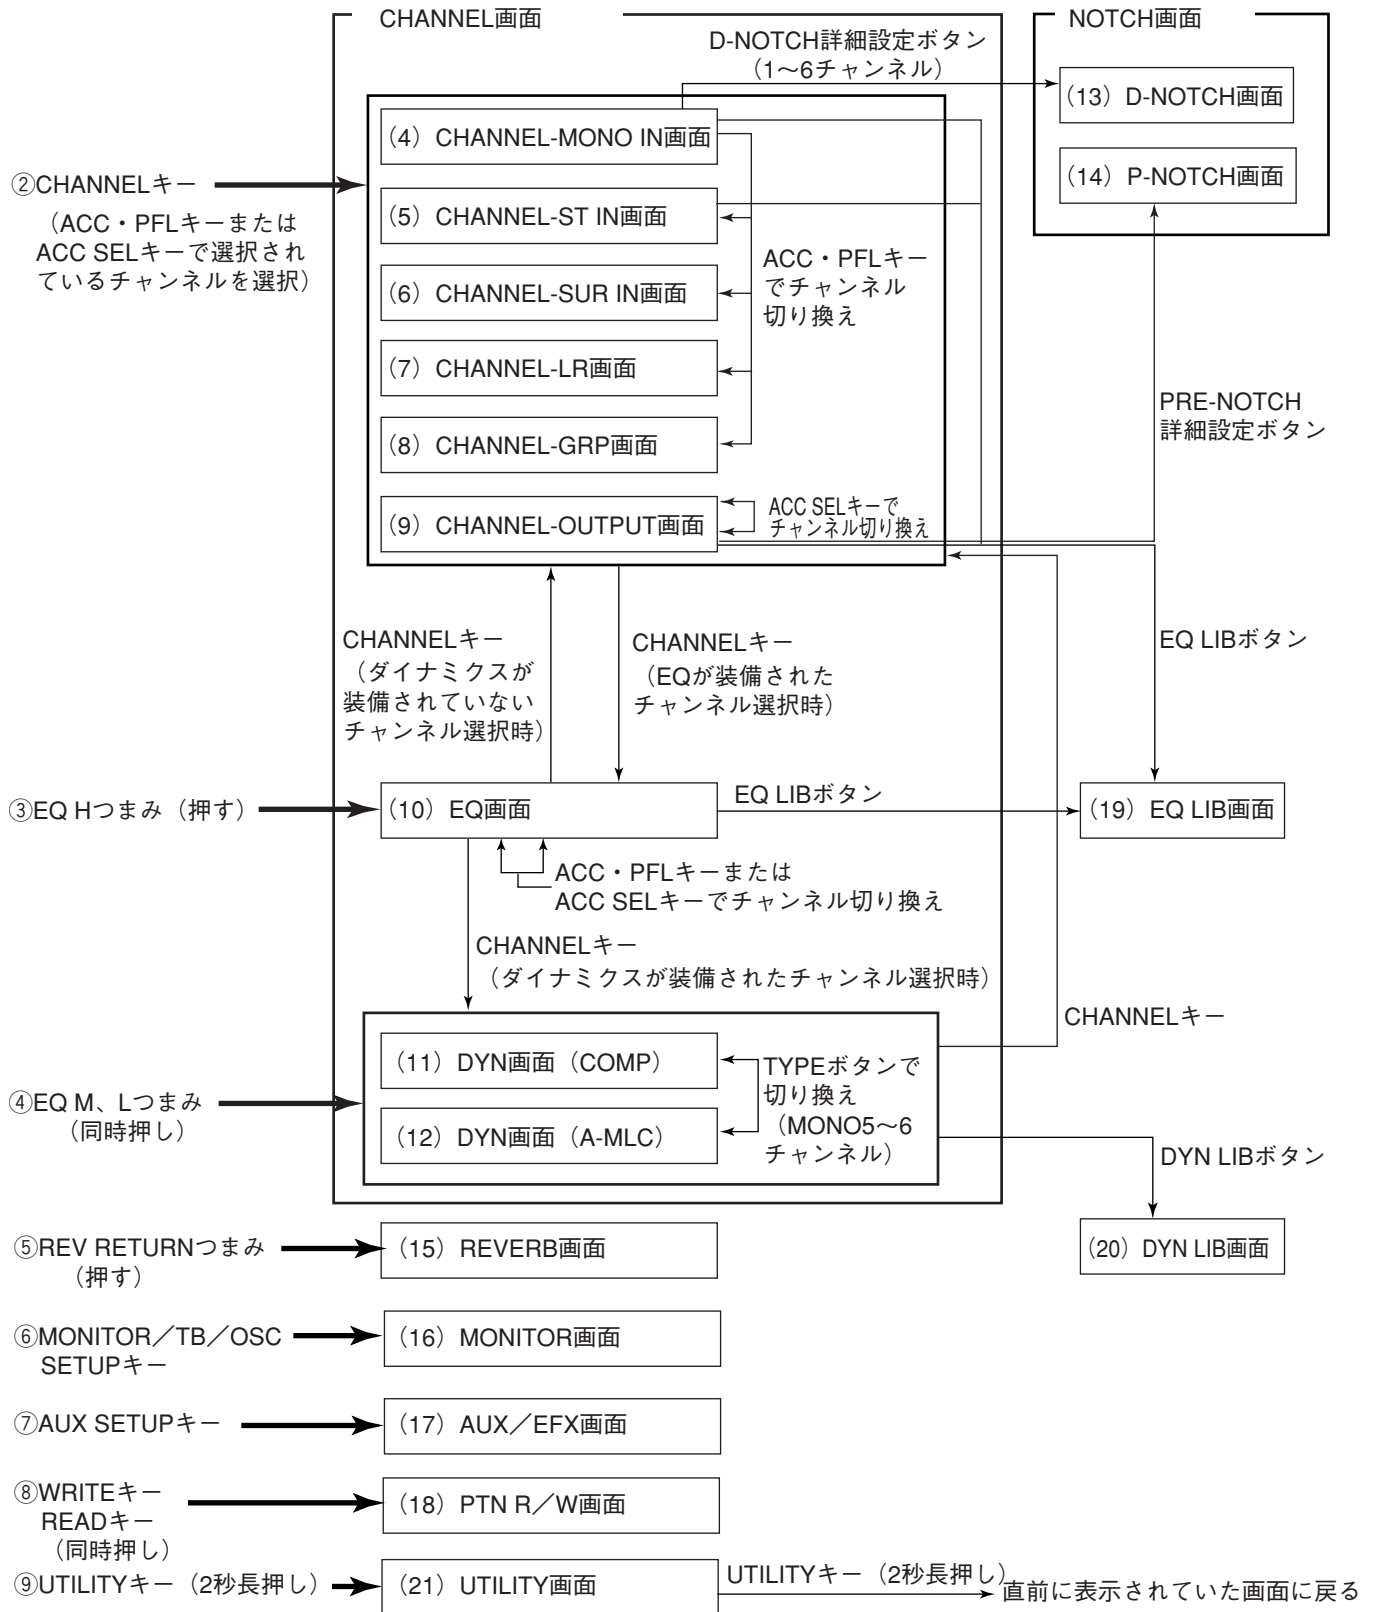 CHANNEL画面
NOTCH画面
D-NOTCH詳細設定ボタン
（1～6チャンネル）
（13）D-NOTCH画面
（4）CHANNEL-MONO IN画面
（14）P-NOTCH画面
②CHANNELキー
（ACC・PFLキーまたは
ACC SELキーで選択され
ているチャンネルを選択）
（5）CHANNEL-ST IN画面
ACC・PFLキー
でチャンネル
切り換え
（6）CHANNEL-SUR IN画面
（7）CHANNEL-LR画面
（8）CHANNEL-GRP画面
PRE-NOTCH
詳細設定ボタン
（9）CHANNEL-OUTPUT画面
ACC SELキーで
チャンネル切り換え
CHANNELキー
（ダイナミクスが
装備されていない
チャンネル選択時）
CHANNELキー
（EQが装備された
チャンネル選択時）
EQ LIBボタン
③EQ Hつまみ（押す）
（10）EQ画面
EQ LIBボタン
（19）EQ LIB画面
ACC・PFLキーまたは
ACC SELキーでチャンネル切り換え
CHANNELキー
（ダイナミクスが装備されたチャンネル選択時）
CHANNELキー
（11）DYN画面（COMP）
TYPEボタンで
切り換え
（MONO5～6
チャンネル）
④EQ M、Lつまみ
（同時押し）
（12）DYN画面（A-MLC）
DYN LIBボタン
⑤REV RETURNつまみ
（押す）
（15）REVERB画面
（20）DYN LIB画面
⑥MONITOR／TB／OSC
SETUPキー
（16）MONITOR画面
⑦AUX SETUPキー
（17）AUX／EFX画面
⑧WRITEキー
READキー
（同時押し）
（18）PTN R／W画面
⑨UTILITYキー（2秒長押し）
（21）UTILITY画面
UTILITYキー（2秒長押し）
直前に表示されていた画面に戻る